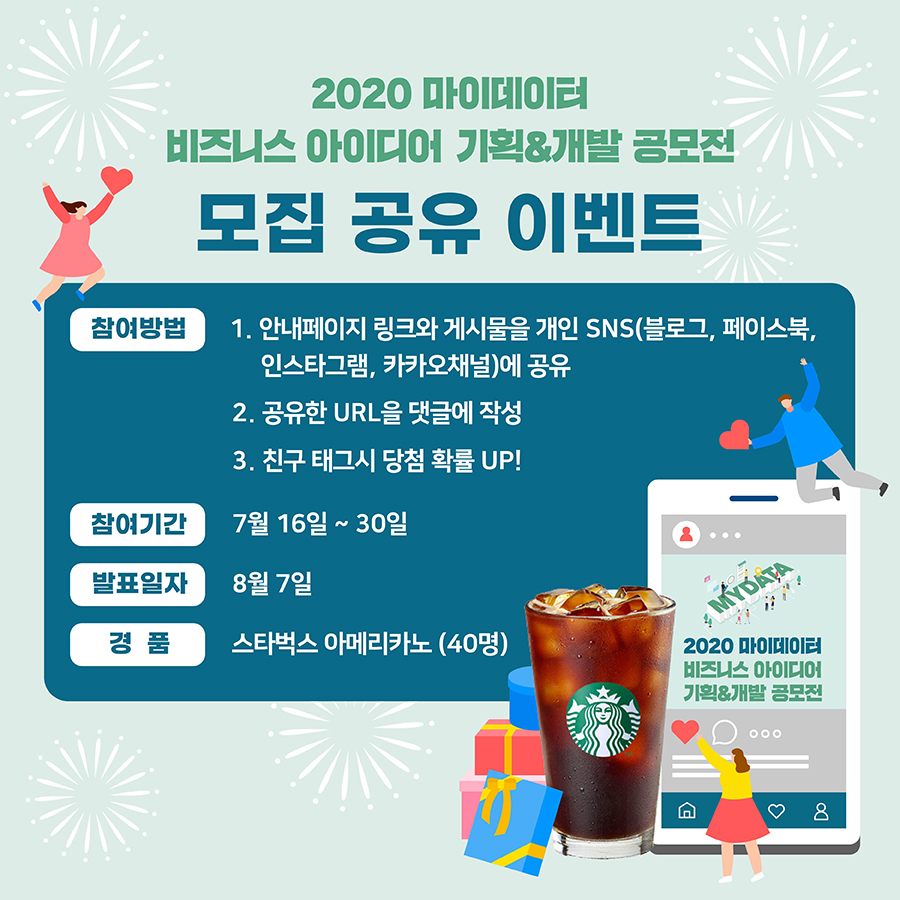 2020 마이데이터
비즈니스 아이디어 기획&개발 공모전
모집 공유 이벤트
참여방법
1. 안내페이지 링크와 게시물을 개인 SNS(블로그, 페이스북,
인스타그램, 카카오채널)에 공유
2. 공유한 URL을 댓글에 작성
3. 친구 태그시 당첨 확률 UP!
참여기간
7월 16일 ~ 30일
발표일자
8월 7일
경 품
스타벅스 아메리카노 (40명)
MYDATA
2020 마이데이터
비즈니스 아이디어
기획&개발 공모전